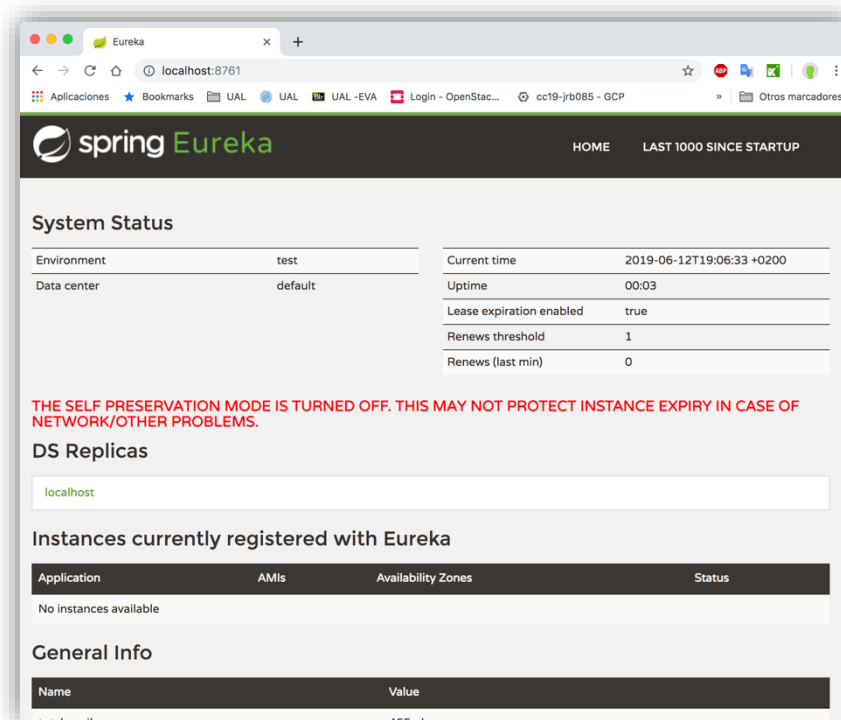 Eureka
localhost:8761
Aplicaciones Bookmarks UAL UAL UAL -EVA Login - OpenStac... cc19-jrb085 - GCP » Otros marcadores
spring Eureka HOME LAST 1000 SINCE STARTUP
System Status
Environment test Current time 2019-06-12T19:06:33 +0200
Data center default Uptime 00:03
Lease expiration enabled true
Renews threshold 1
Renews (last min) 0
THE SELF PRESERVATION MODE IS TURNED OFF. THIS MAY NOT PROTECT INSTANCE EXPIRY IN CASE OF
NETWORK/OTHER PROBLEMS.
DS Replicas
localhost
Instances currently registered with Eureka
Application AMIs Availability Zones Status
No instances available
General Info
Name Value